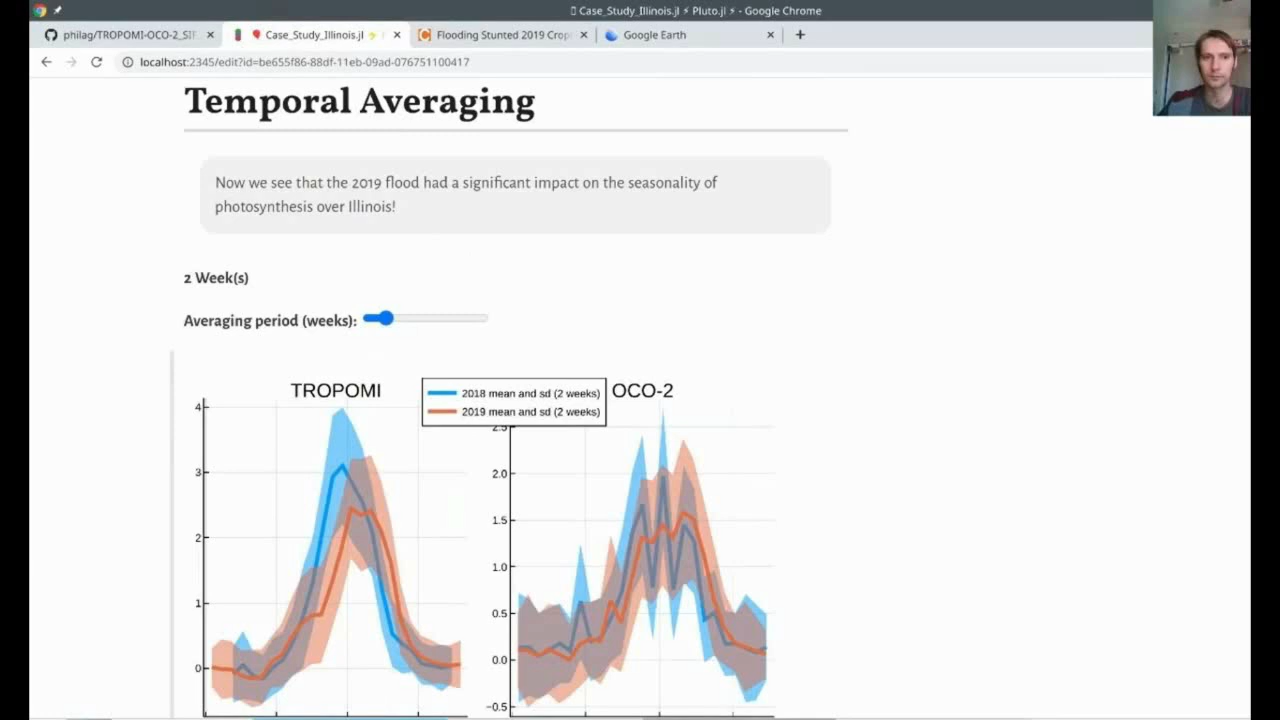 Case_Study_Illinois.jl ⚡ Pluto.jl ⚡ - Google Chrome
philag/TROPOMI-OCO-2_SIF
Case_Study_Illinois.jl ⚡
Flooding Stunted 2019 Crop
Google Earth
localhost:2345/edit?id=be655f86-88df-11eb-09ad-076751100417
Temporal Averaging
Now we see that the 2019 flood had a significant impact on the seasonality of
photosynthesis over Illinois!
2 Week(s)
Averaging period (weeks):
TROPOMI
2018 mean and sd (2 weeks)
2019 mean and sd (2 weeks)
OCO-2
4
3
2
1
0
2.5
2.0
1.5
1.0
0.5
0.0
-0.5